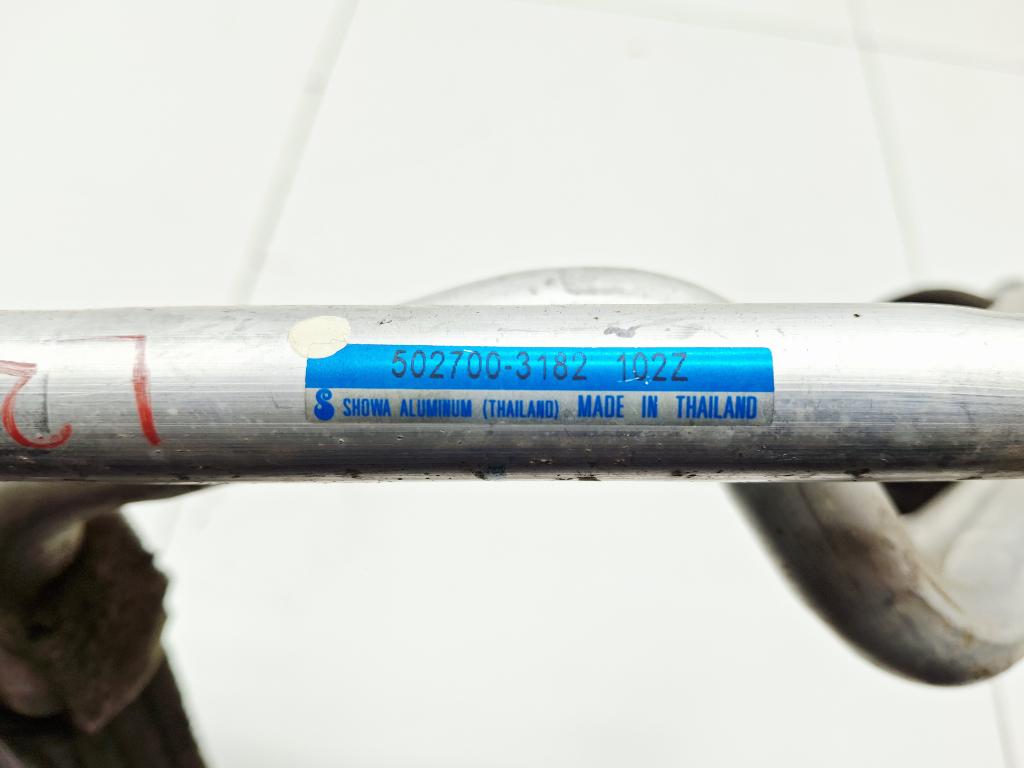 502700-3182 102Z
SHOWA ALUMINUM (THAILAND) MADE IN THAILAND